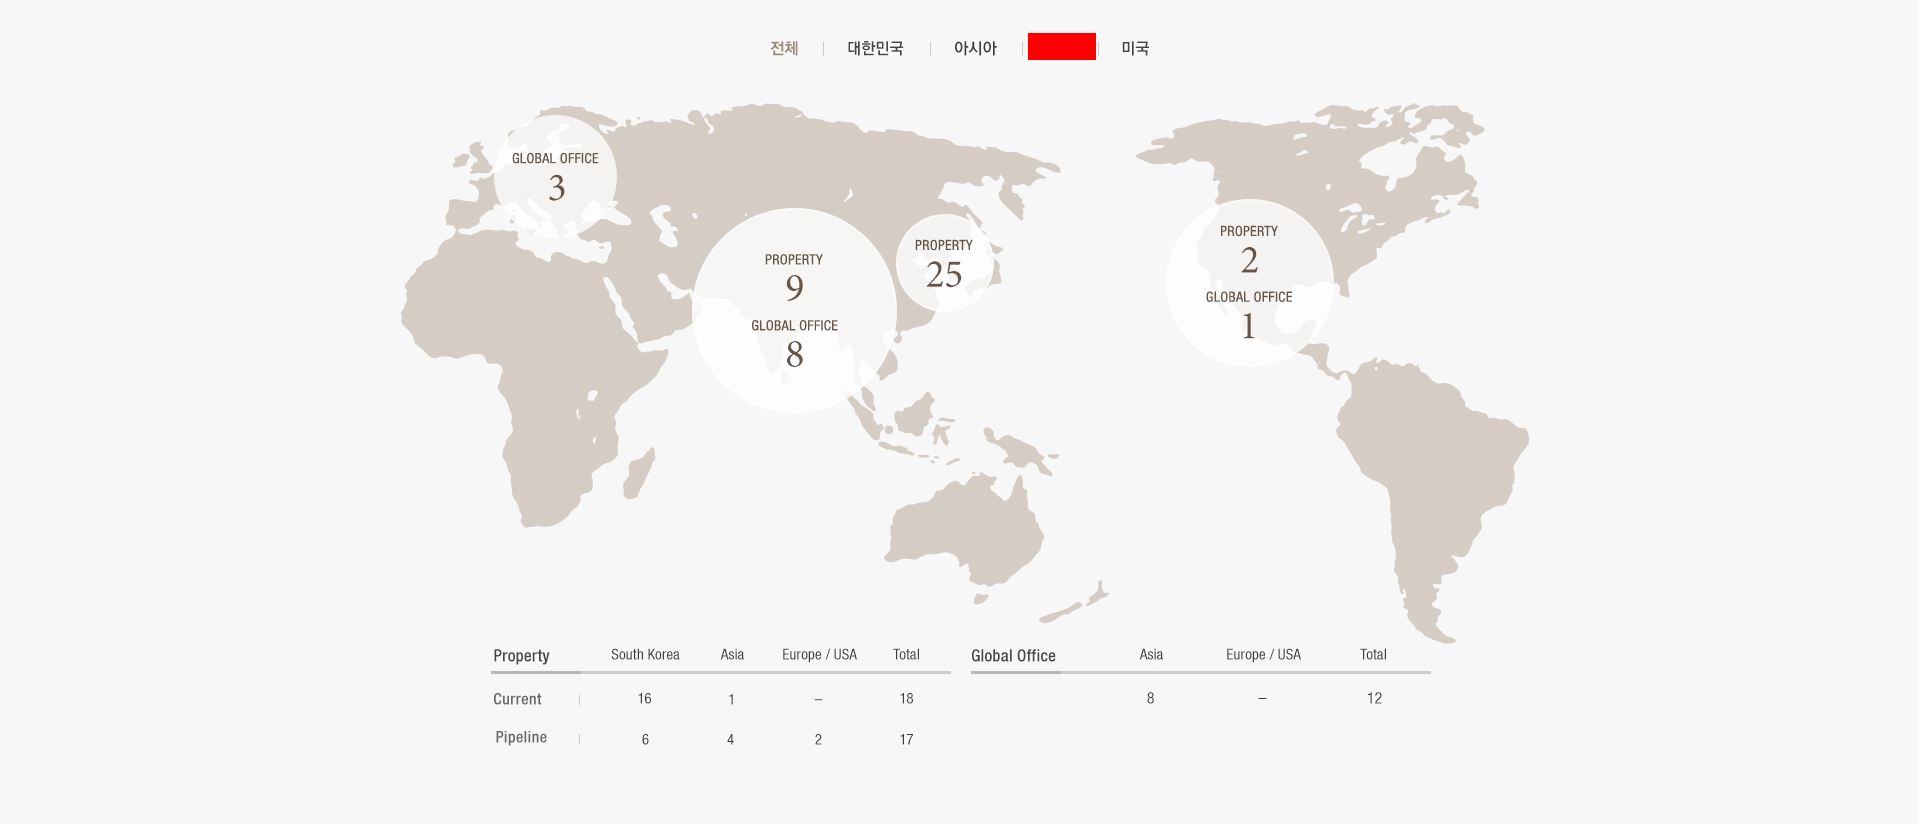 전체 대한민국 아시아 미국
GLOBAL OFFICE
3
PROPERTY
9
GLOBAL OFFICE
8
PROPERTY
25
PROPERTY
2
GLOBAL OFFICE
1
Property South Korea Asia Europe / USA Total
Current 16 1 – 18
Pipeline 6 4 2 17
Global Office Asia Europe / USA Total
8 – 12